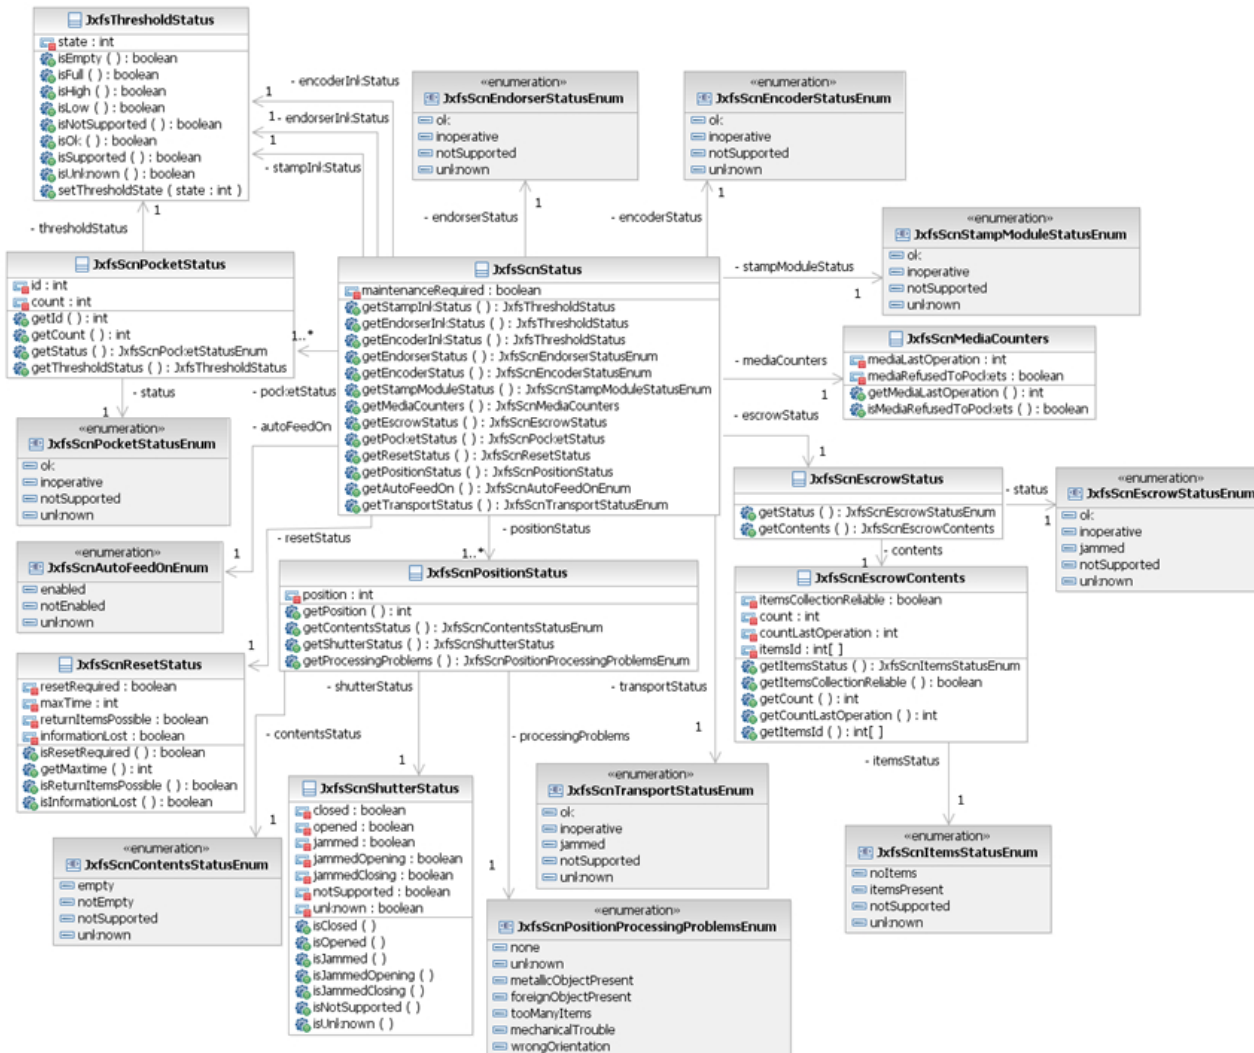 JxfsThresholdStatus
state : int
isEmpty ( ) : boolean
isFull ( ) : boolean
isHigh ( ) : boolean
isLow ( ) : boolean
isNotSupported ( ) : boolean
isOk ( ) : boolean
isSupported ( ) : boolean
isUnknown ( ) : boolean
setThresholdState ( state : int )
- encoderInkStatus
1
1
- endorserInkStatus
1
- stampInkStatus
«enumeration»
JxfsScnEndorserStatusEnum
ok
inoperative
notSupported
unknown
«enumeration»
JxfsScnEncoderStatusEnum
ok
inoperative
notSupported
unknown
1
- thresholdStatus
1
- endorserStatus
1
- encoderStatus
«enumeration»
JxfsScnStampModuleStatusEnum
ok
inoperative
notSupported
unknown
- stampModuleStatus
1
JxfsScnPocketStatus
id : int
count : int
getId ( ) : int
getCount ( ) : int
getStatus ( ) : JxfsScnPocketStatusEnum
getThresholdStatus ( ) : JxfsThresholdStatus
1..*
- pocketStatus
JxfsScnStatus
maintenanceRequired : boolean
getStampInkStatus ( ) : JxfsThresholdStatus
getEndorserInkStatus ( ) : JxfsThresholdStatus
getEncoderInkStatus ( ) : JxfsThresholdStatus
getEndorserStatus ( ) : JxfsScnEndorserStatusEnum
getEncoderStatus ( ) : JxfsScnEncoderStatusEnum
getStampModuleStatus ( ) : JxfsScnStampModuleStatusEnum
getMediaCounters ( ) : JxfsScnMediaCounters
getEscrowStatus ( ) : JxfsScnEscrowStatus
getPocketStatus ( ) : JxfsScnPocketStatus
getResetStatus ( ) : JxfsScnResetStatus
getPositionStatus ( ) : JxfsScnPositionStatus
getAutoFeedOn ( ) : JxfsScnAutoFeedOnEnum
getTransportStatus ( ) : JxfsScnTransportStatusEnum
JxfsScnMediaCounters
mediaLastOperation : int
mediaRefusedToPockets : boolean
getMediaLastOperation ( ) : int
isMediaRefusedToPockets ( ) : boolean
- mediaCounters
1
- escrowStatus
1
- status
1
«enumeration»
JxfsScnPocketStatusEnum
ok
inoperative
notSupported
unknown
- autoFeedOn
1
JxfsScnEscrowStatus
getStatus ( ) : JxfsScnEscrowStatusEnum
getContents ( ) : JxfsScnEscrowContents
- status
1
«enumeration»
JxfsScnEscrowStatusEnum
ok
inoperative
jammed
notSupported
unknown
- contents
1
«enumeration»
JxfsScnAutoFeedOnEnum
enabled
notEnabled
unknown
- resetStatus
1
- positionStatus
1..*
JxfsScnPositionStatus
position : int
getPosition ( ) : int
getContentsStatus ( ) : JxfsScnContentsStatusEnum
getShutterStatus ( ) : JxfsScnShutterStatus
getProcessingProblems ( ) : JxfsScnPositionProcessingProblemsEnum
JxfsScnEscrowContents
itemsCollectionReliable : boolean
count : int
countLastOperation : int
itemsId : int[ ]
getItemsStatus ( ) : JxfsScnItemsStatusEnum
getItemsCollectionReliable ( ) : boolean
getCount ( ) : int
getCountLastOperation ( ) : int
getItemsId ( ) : int[ ]
JxfsScnResetStatus
resetRequired : boolean
maxTime : int
returnItemsPossible : boolean
informationLost : boolean
isResetRequired ( ) : boolean
getMaxtime ( ) : int
isReturnItemsPossible ( ) : boolean
isInformationLost ( ) : boolean
- shutterStatus
1
- transportStatus
1
- contentsStatus
1
- processingProblems
1
- itemsStatus
1
«enumeration»
JxfsScnContentsStatusEnum
empty
notEmpty
notSupported
unknown
JxfsScnShutterStatus
closed : boolean
opened : boolean
jammed : boolean
jammedOpening : boolean
jammedClosing : boolean
notSupported : boolean
unknown : boolean
isClosed ( )
isOpened ( )
isJammed ( )
isJammedOpening ( )
isJammedClosing ( )
isNotSupported ( )
isUnknown ( )
«enumeration»
JxfsScnTransportStatusEnum
ok
inoperative
jammed
notSupported
unknown
«enumeration»
JxfsScnItemsStatusEnum
noItems
itemsPresent
notSupported
unknown
«enumeration»
JxfsScnPositionProcessingProblemsEnum
none
unknown
metallicObjectPresent
foreignObjectPresent
tooManyItems
mechanicalTrouble
wrongOrientation